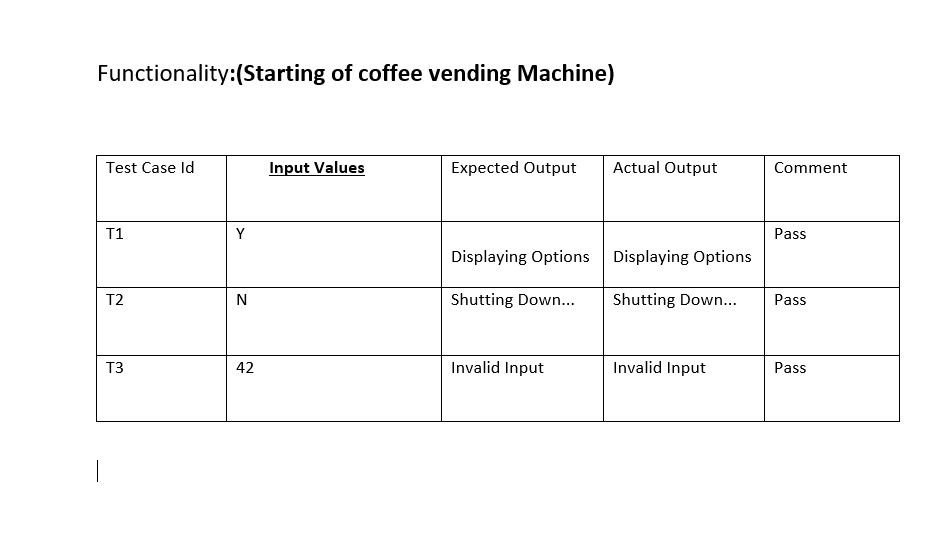 Functionality:(Starting of coffee vending Machine)
Test Case Id Input Values Expected Output Actual Output Comment
T1 Y Displaying Options Displaying Options Pass
T2 N Shutting Down... Shutting Down... Pass
T3 42 Invalid Input Invalid Input Pass